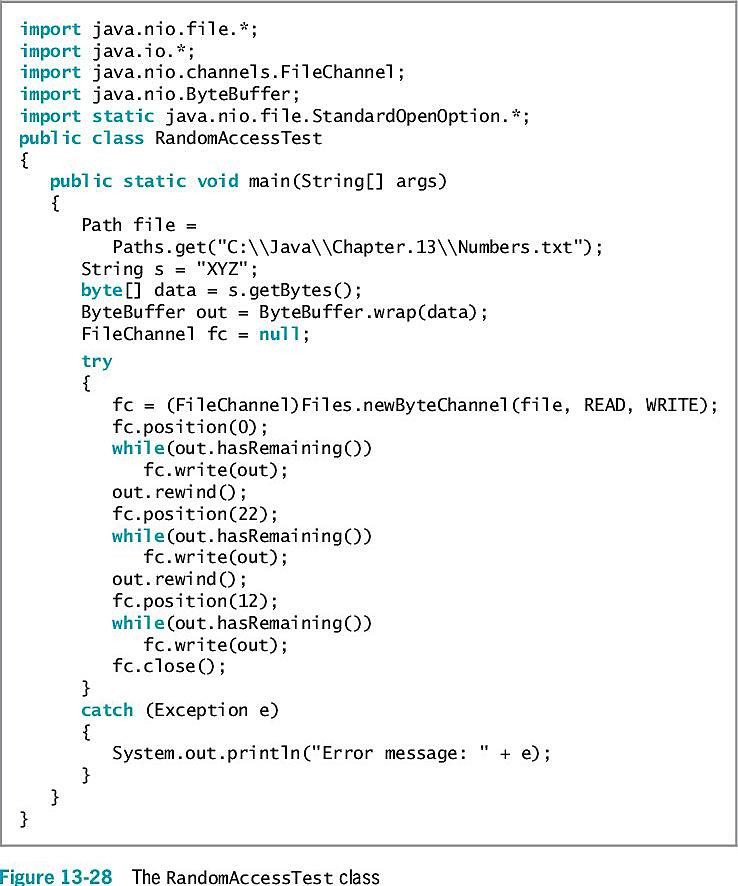 import java.nio.file.*;
import java.io.*;
import java.nio.channels.FileChannel;
import java.nio.ByteBuffer;
import static java.nio.file.StandardOpenOption.*;
public class RandomAccessTest
{
   public static void main(String[] args)
   {
      Path file =
         Paths.get("C:\\Java\\Chapter.13\\Numbers.txt");
      String s = "XYZ";
      byte[] data = s.getBytes();
      ByteBuffer out = ByteBuffer.wrap(data);
      FileChannel fc = null;
      try
      {
         fc = (FileChannel)Files.newByteChannel(file, READ, WRITE);
         fc.position(0);
         while(out.hasRemaining())
            fc.write(out);
         out.rewind();
         fc.position(22);
         while(out.hasRemaining())
            fc.write(out);
         out.rewind();
         fc.position(12);
         while(out.hasRemaining())
            fc.write(out);
         fc.close();
      }
      catch (Exception e)
      {
         System.out.println("Error message: " + e);
      }
   }
}
Figure 13-28 The RandomAccessTest class